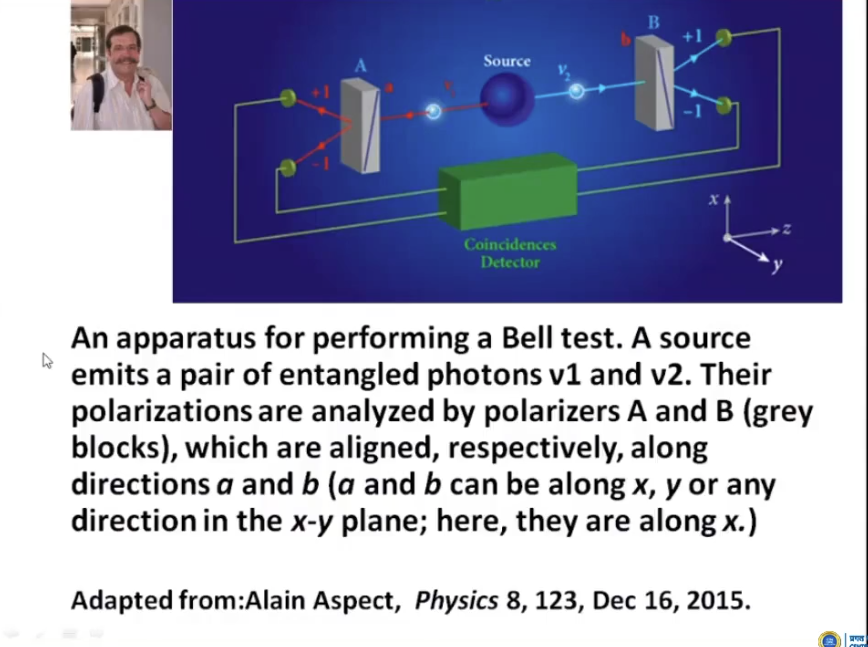 B
b
+1
Source
A
ν2
+1
a
-1
-1
x
z
Coincidences
Detector
y
An apparatus for performing a Bell test. A source
emits a pair of entangled photons v1 and v2. Their
polarizations are analyzed by polarizers A and B (grey
blocks), which are aligned, respectively, along
directions a and b (a and b can be along x, y or any
direction in the x-y plane; here, they are along x.)
Adapted from:Alain Aspect, Physics 8, 123, Dec 16, 2015.